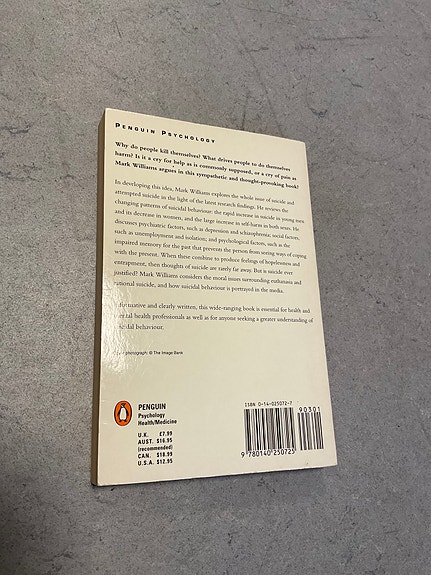 PENGUIN PSYCHOLOGY
Why do people kill themselves? What drives people to do themselves
harm? Is it a cry for help as is commonly supposed, or a cry of pain as
Mark Williams argues in this sympathetic and thought-provoking book?
In developing this idea, Mark Williams explores the whole issue of suicide and
attempted suicide in the light of the latest research findings. He reviews the
changing patterns of suicidal behaviour: the rapid increase in suicide in young men
and its decrease in women; and the large increase in self-harm in both sexes. He
discusses psychiatric factors, such as depression and schizophrenia; social factors,
such as unemployment and isolation; and psychological factors, such as the
impaired memory for the past that prevents the person from seeing ways of coping
with the present. When these combine to produce feelings of hopelessness and
entrapment, then thoughts of suicide are rarely far away. But is suicide ever
justified? Mark Williams considers the moral issues surrounding euthanasia and
rational suicide, and how suicidal behaviour is portrayed in the media.
and clearly written, this wide-ranging book is essential for health and
health professionals as well as for anyone seeking a greater understanding of
behaviour.
photograph: © The Image Bank
PENGUIN
Psychology
Health/Medicine
U.K. £7.99
AUST. $16.95
(recommended)
CAN. $18.99
U.S.A. $12.95
ISBN 0-14-025072-7
90301
9 780140 250725